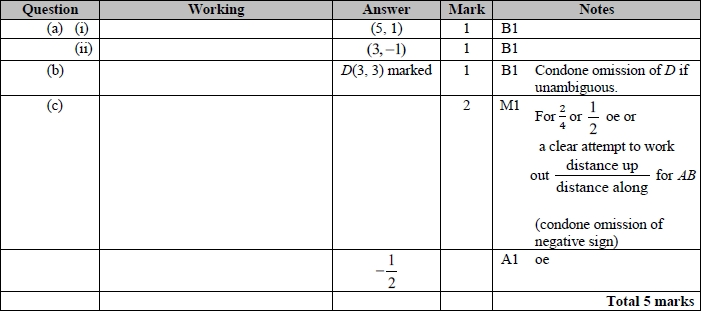 Question Working Answer Mark Notes
(a) (i) (5, 1) 1 B1
(ii) (3,−1) 1 B1
(b) D(3, 3) marked 1 B1 Condone omission of D if
unambiguous.
(c) 2 M1 For 2/4 or 1/2 oe or
a clear attempt to work
out distance up/distance along for AB
(condone omission of
negative sign)
−1/2 A1 oe
Total 5 marks